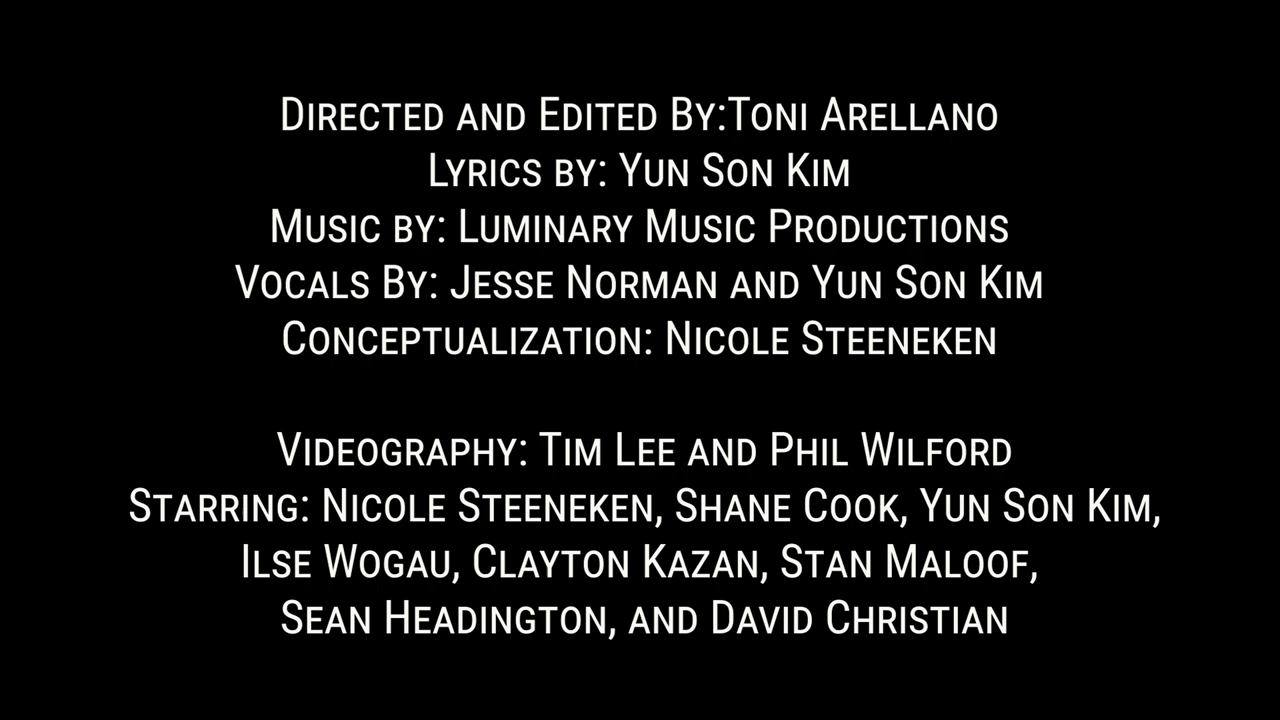 Directed and Edited By:Toni Arellano
Lyrics by: Yun Son Kim
Music by: Luminary Music Productions
Vocals By: Jesse Norman and Yun Son Kim
Conceptualization: Nicole Steeneken
Videography: Tim Lee and Phil Wilford
Starring: Nicole Steeneken, Shane Cook, Yun Son Kim,
Ilse Wogau, Clayton Kazan, Stan Maloof,
Sean Headington, and David Christian